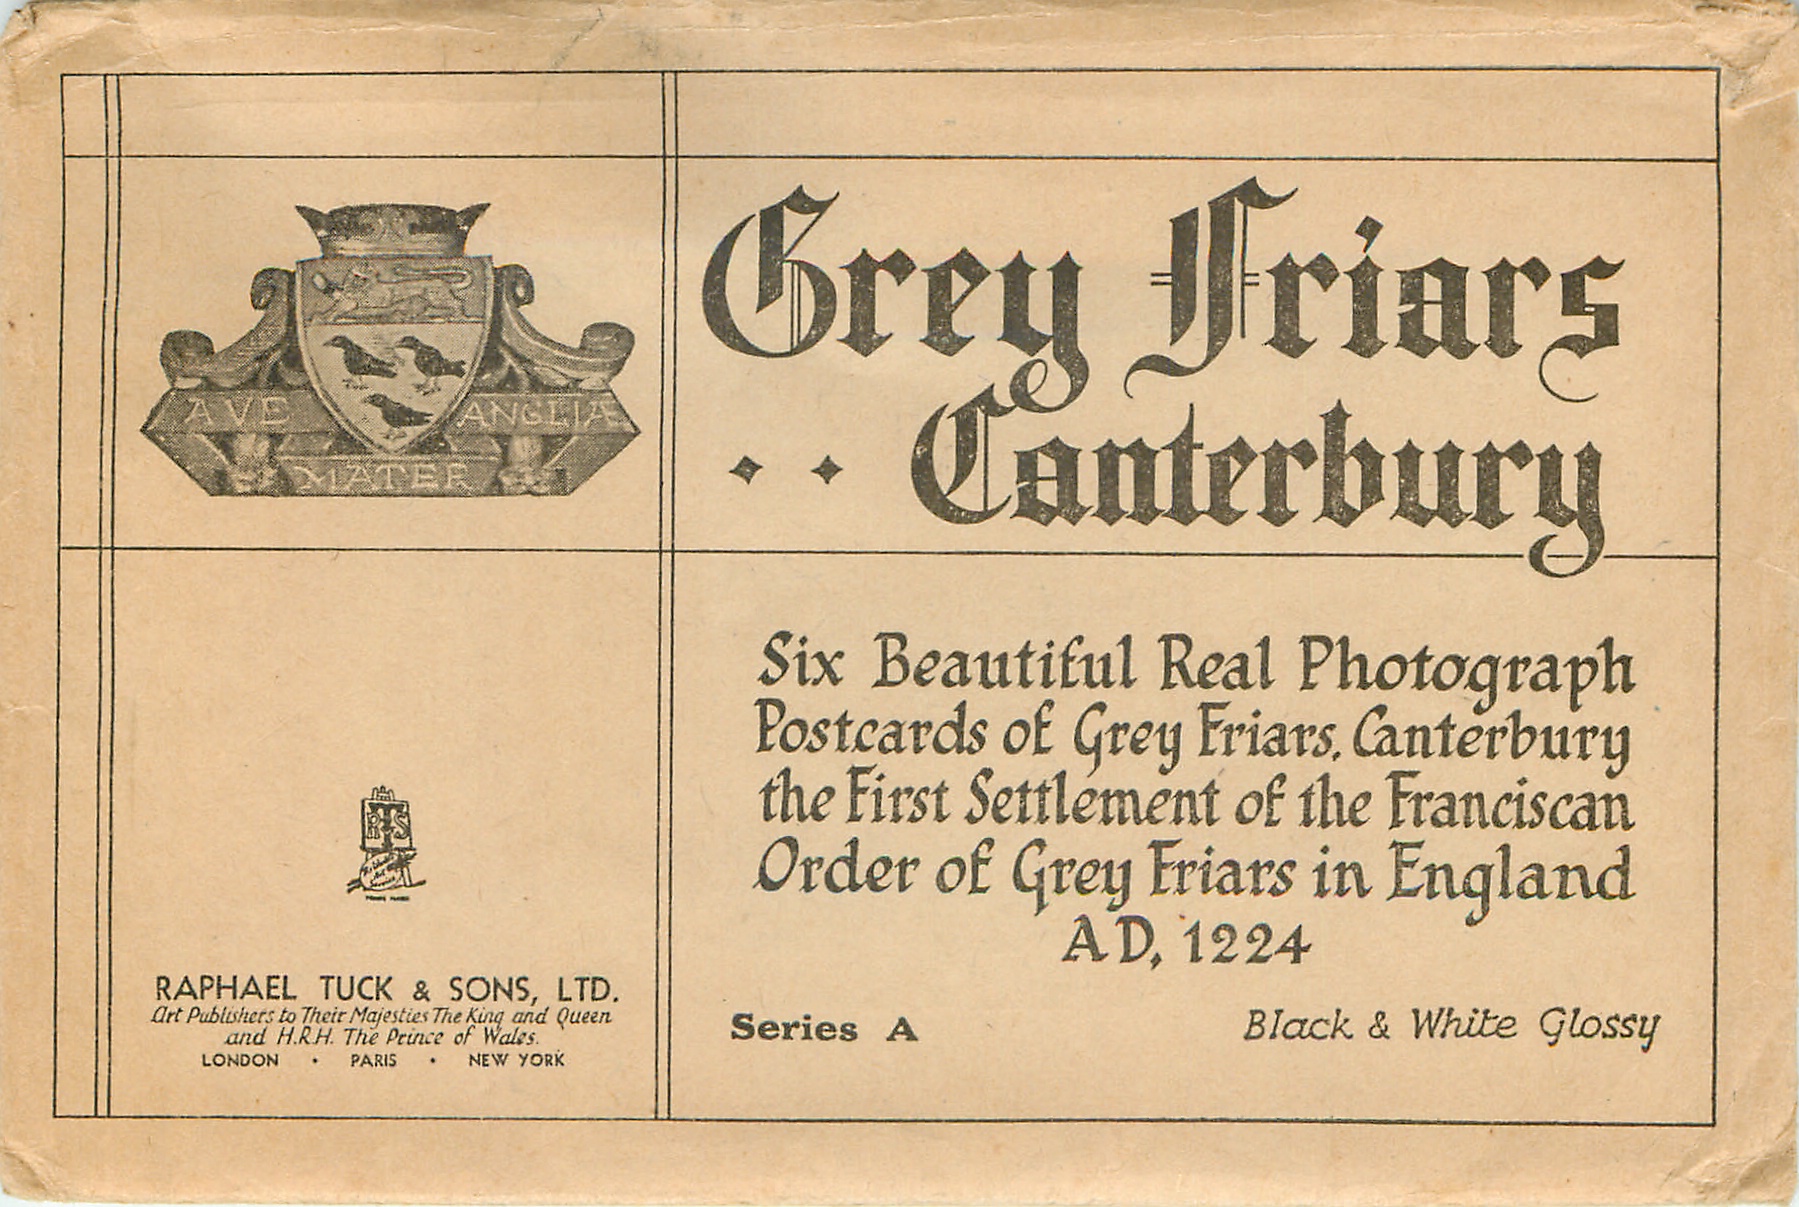 Grey Friars
Canterbury
AVE ANGLIÆ
MATER
Six Beautiful Real Photograph
Postcards of Grey Friars, Canterbury
the First Settlement of the Franciscan
Order of Grey Friars in England
AD, 1224
Series A
Black & White Glossy
RTS
RAPHAEL TUCK & SONS, LTD.
Art Publishers to Their Majesties The King and Queen
and H.R.H. The Prince of Wales.
LONDON · PARIS · NEW YORK